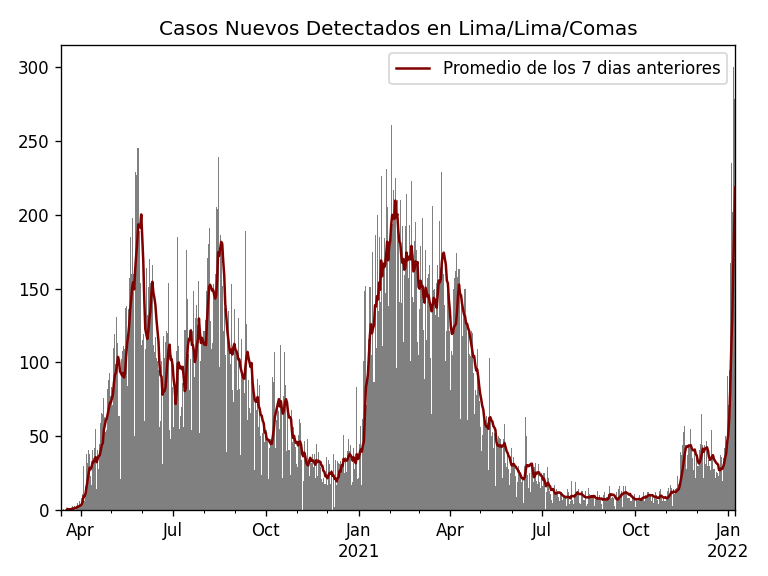 Casos Nuevos Detectados en Lima/Lima/Comas
Promedio de los 7 dias anteriores
300
250
200
150
100
50
0
Apr
Jul
Oct
Jan
2021
Apr
Jul
Oct
Jan
2022